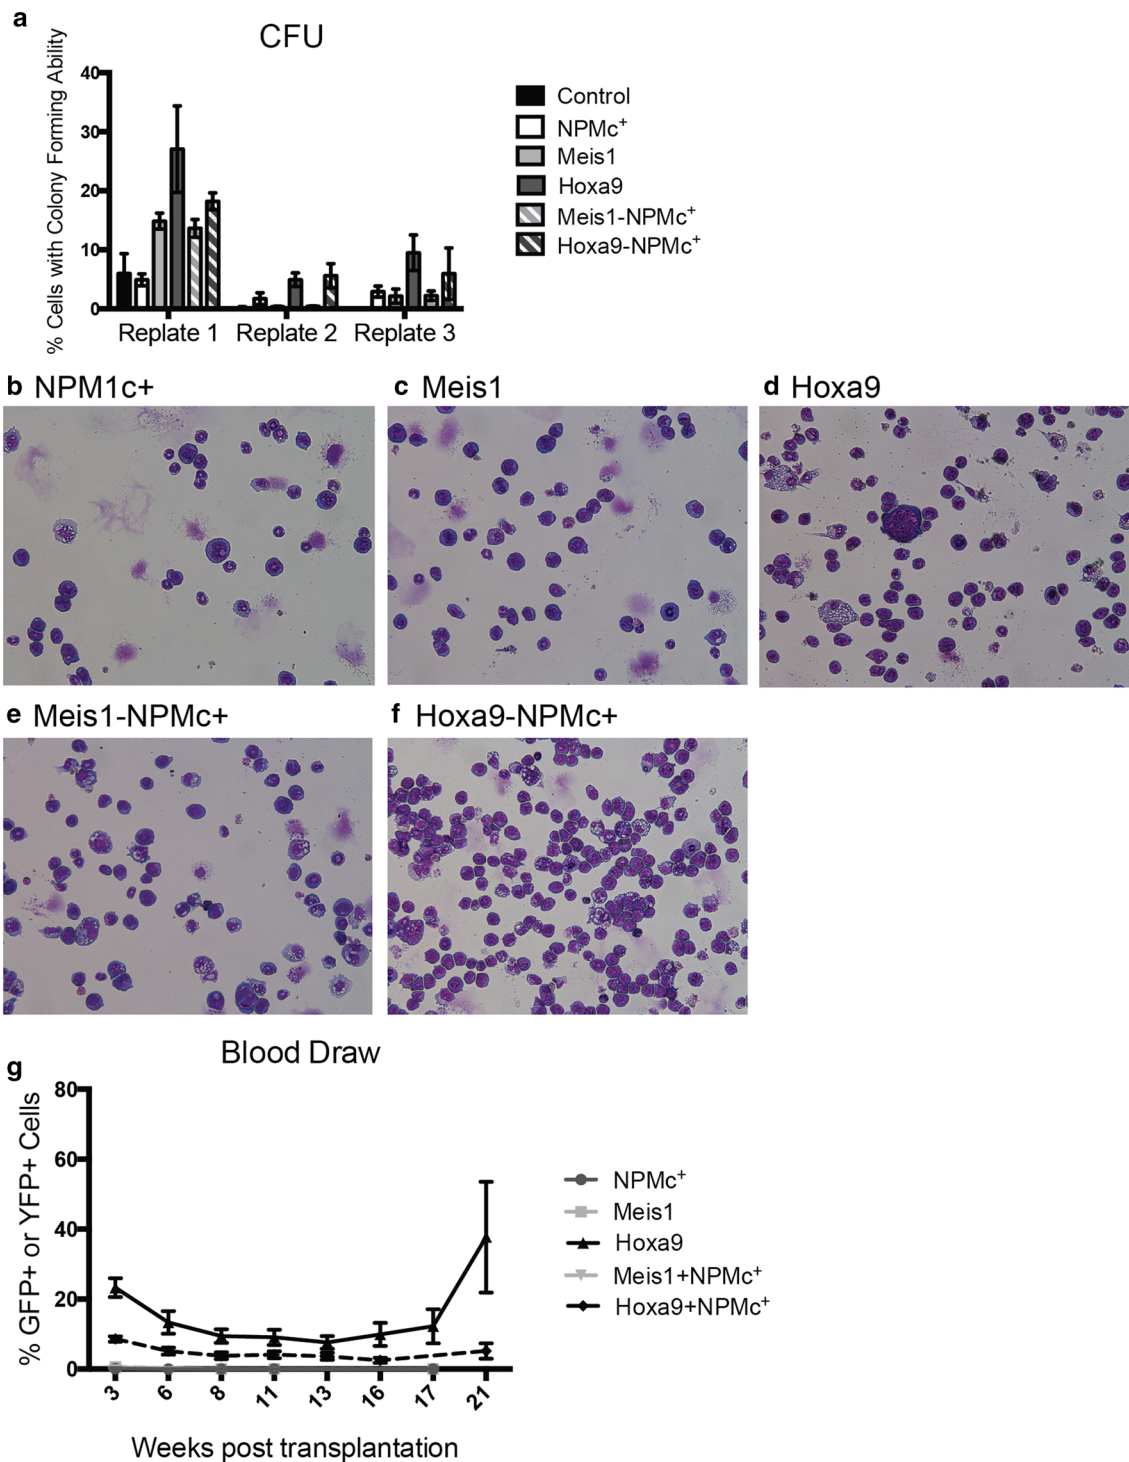 a
CFU
% Cells with Colony Forming Ability
40
30
20
10
0
Replate 1 Replate 2 Replate 3
Control
NPMc+
Meis1
Hoxa9
Meis1-NPMc+
Hoxa9-NPMc+
b NPM1c+
c Meis1
d Hoxa9
e Meis1-NPMc+
f Hoxa9-NPMc+
g
Blood Draw
% GFP+ or YFP+ Cells
80
60
40
20
0
3 6 8 11 13 16 17 21
Weeks post transplantation
NPMc+
Meis1
Hoxa9
Meis1+NPMc+
Hoxa9+NPMc+